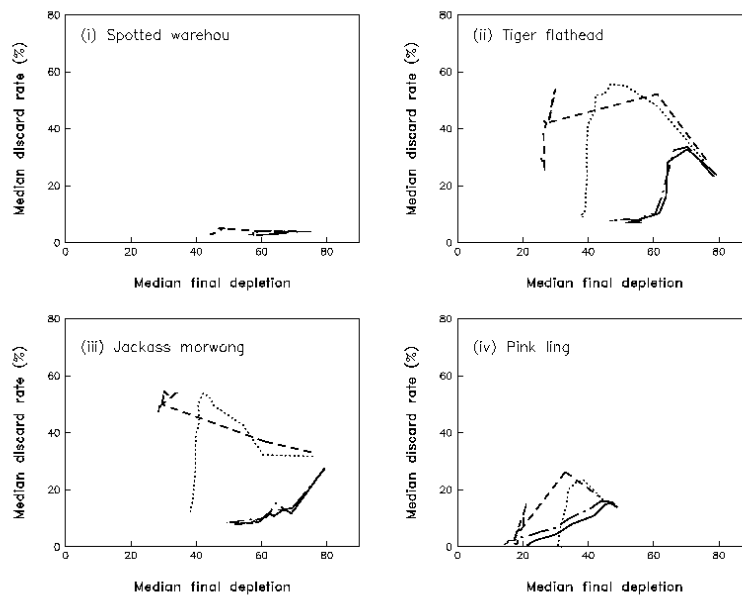 (i) Spotted warehou
Median discard rate (%)
80
60
40
20
0
0 20 40 60 80
Median final depletion
(ii) Tiger flathead
Median discard rate (%)
80
60
40
20
0
0 20 40 60 80
Median final depletion
(iii) Jackass morwong
Median discard rate (%)
80
60
40
20
0
0 20 40 60 80
Median final depletion
(iv) Pink ling
Median discard rate (%)
80
60
40
20
0
0 20 40 60 80
Median final depletion